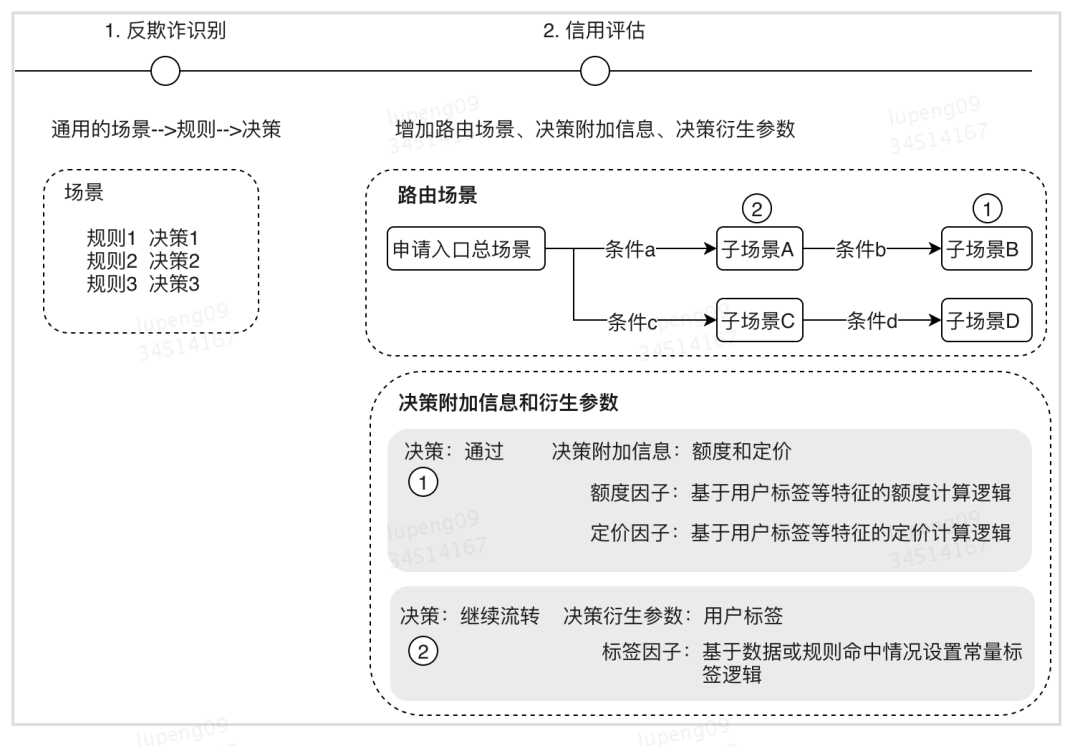 1. 反欺诈识别
2. 信用评估
通用的场景-->规则-->决策
增加路由场景、决策附加信息、决策衍生参数
场景
规则1 决策1
规则2 决策2
规则3 决策3
路由场景
2
1
申请入口总场景
条件a
子场景A
条件b
子场景B
条件c
子场景C
条件d
子场景D
决策附加信息和衍生参数
决策：通过
决策附加信息：额度和定价
1
额度因子：基于用户标签等特征的额度计算逻辑
定价因子：基于用户标签等特征的定价计算逻辑
决策：继续流转
决策衍生参数：用户标签
2
标签因子：基于数据或规则命中情况设置常量标
签逻辑
lupeng09
34514167
lupeng09
34514167
lupeng09
34514167
lupeng09
34514167
lupeng09
34514167
lupeng09
lupeng09